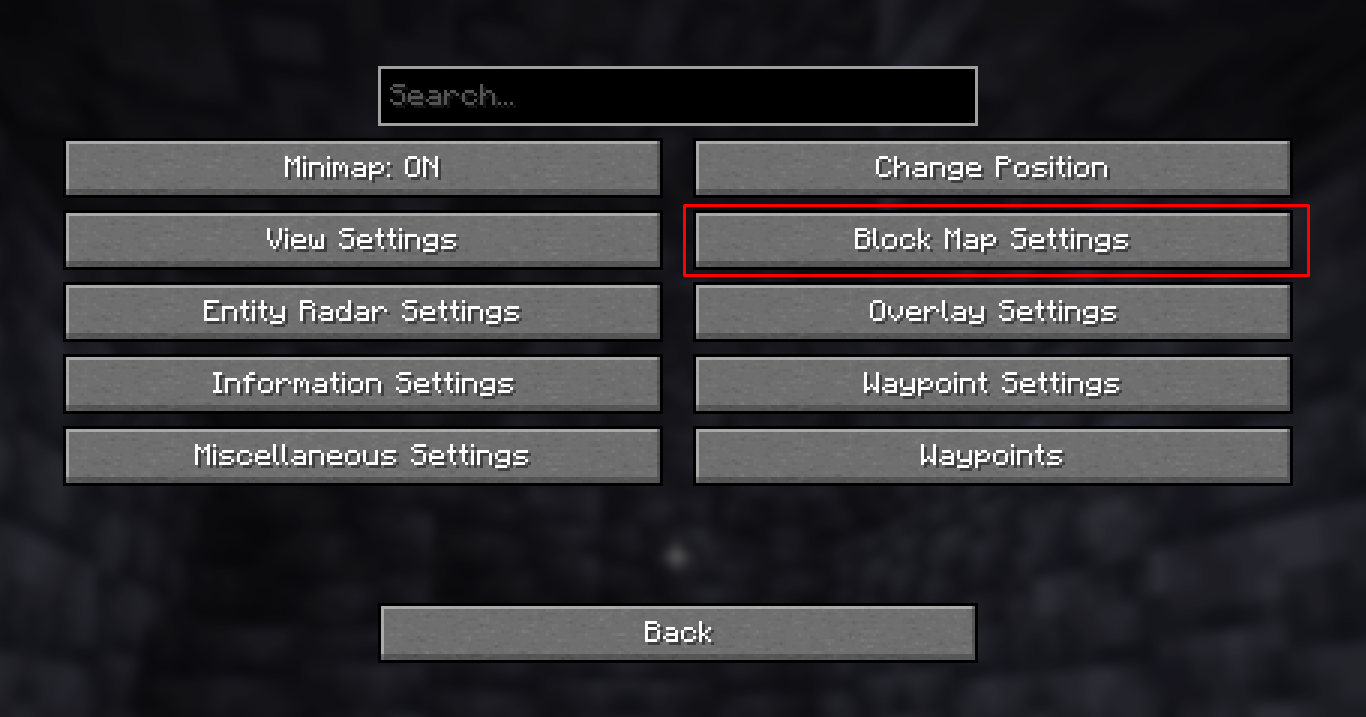 Search...
Minimap: ON
Change Position
View Settings
Block Map Settings
Entity Radar Settings
Overlay Settings
Information Settings
Waypoint Settings
Miscellaneous Settings
Waypoints
Back